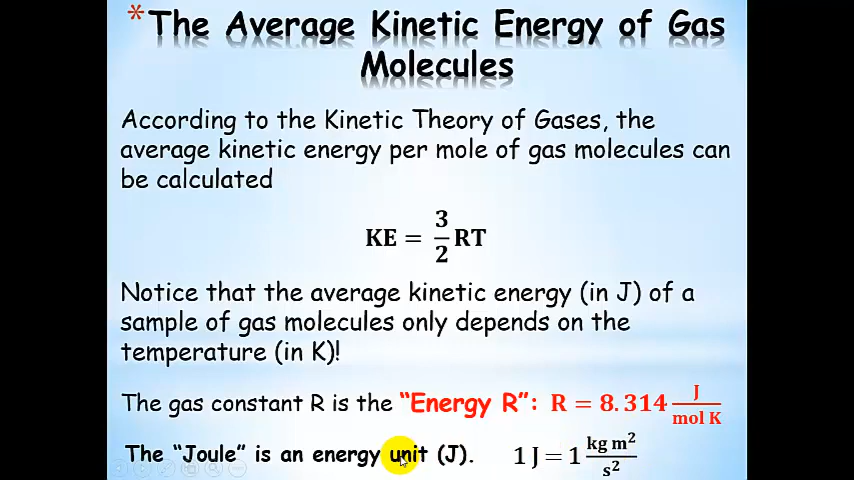 *The Average Kinetic Energy of Gas
Molecules
According to the Kinetic Theory of Gases, the
average kinetic energy per mole of gas molecules can
be calculated
KE = 3/2 RT
Notice that the average kinetic energy (in J) of a
sample of gas molecules only depends on the
temperature (in K)!
The gas constant R is the “Energy R”: R = 8.314 J/mol K
The “Joule” is an energy unit (J). 1 J = 1 kg m²/s²